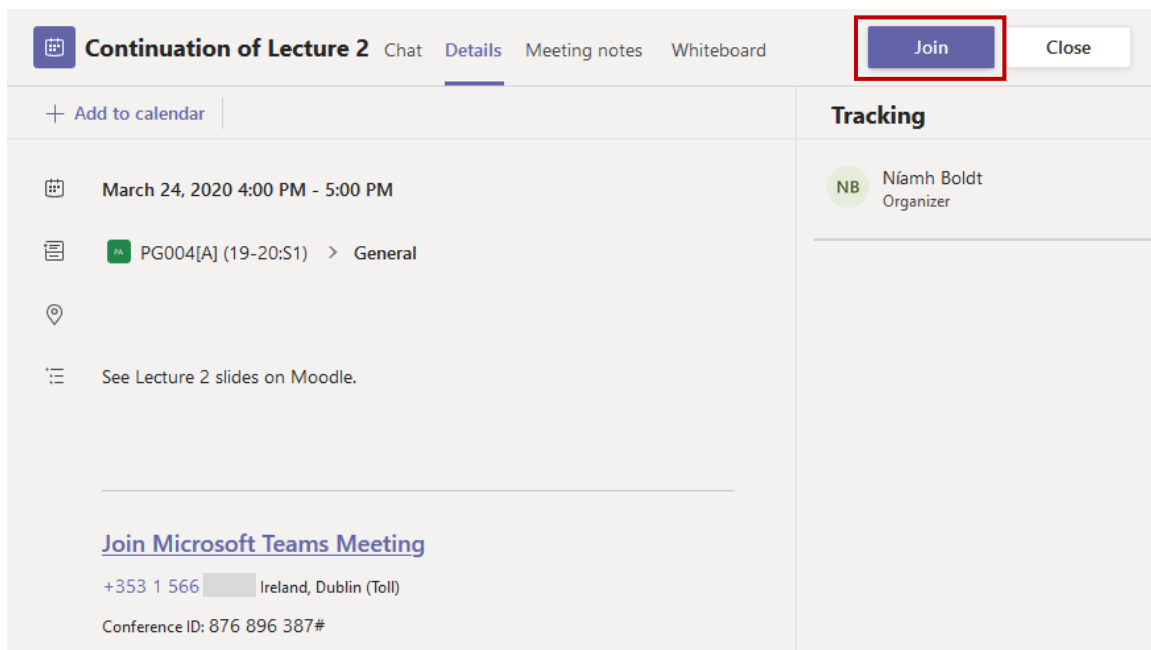 Continuation of Lecture 2 Chat Details Meeting notes Whiteboard Join Close
+ Add to calendar
Tracking
March 24, 2020 4:00 PM - 5:00 PM
NB Níamh Boldt
Organizer
PA PG004[A] (19-20:S1) > General
See Lecture 2 slides on Moodle.
Join Microsoft Teams Meeting
+353 1 566 Ireland, Dublin (Toll)
Conference ID: 876 896 387#